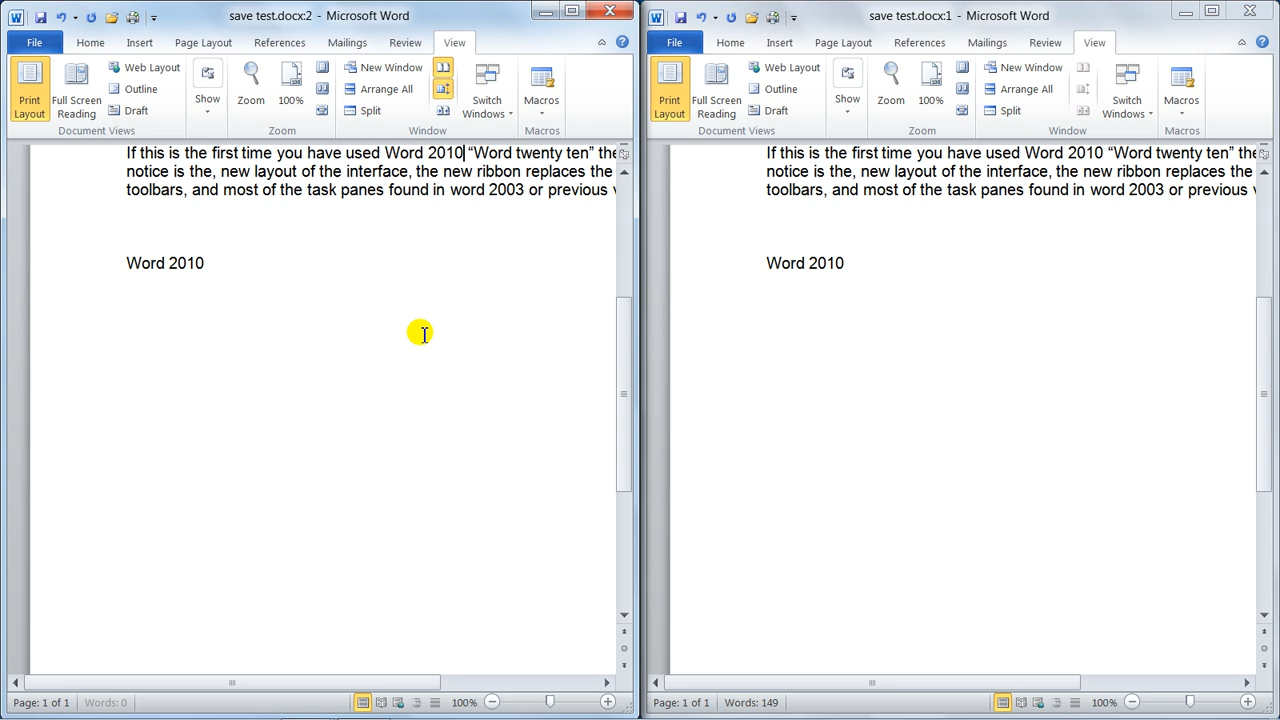 save test.docx:2 - Microsoft Word
File Home Insert Page Layout References Mailings Review View
Print Layout
Full Screen Reading
Web Layout
Outline
Draft
Document Views
Show
Zoom
100%
Zoom
New Window
Arrange All
Split
Switch Windows
Window
Macros
Macros
If this is the first time you have used Word 2010 “Word twenty ten” the
notice is the, new layout of the interface, the new ribbon replaces the
toolbars, and most of the task panes found in word 2003 or previous
Word 2010
Page: 1 of 1 Words: 0 100%
save test.docx:1 - Microsoft Word
File Home Insert Page Layout References Mailings Review View
Print Layout
Full Screen Reading
Web Layout
Outline
Draft
Document Views
Show
Zoom
100%
Zoom
New Window
Arrange All
Split
Switch Windows
Window
Macros
Macros
If this is the first time you have used Word 2010 “Word twenty ten” the
notice is the, new layout of the interface, the new ribbon replaces the
toolbars, and most of the task panes found in word 2003 or previous v
Word 2010
Page: 1 of 1 Words: 149 100%